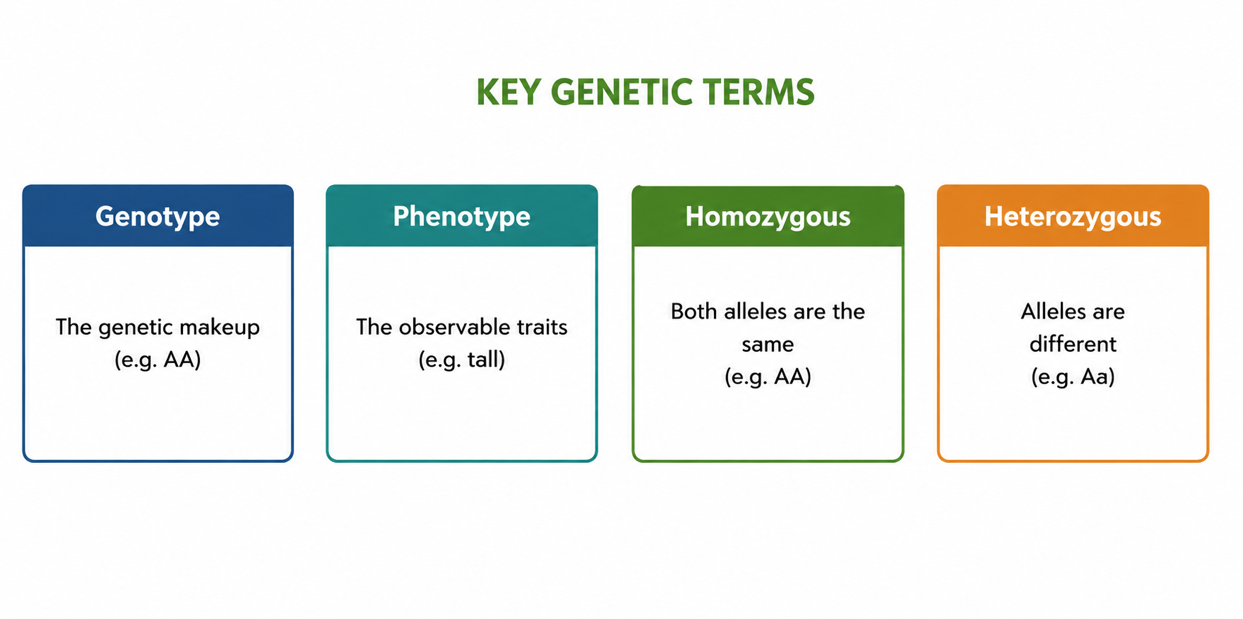 KEY GENETIC TERMS
Genotype
The genetic makeup
(e.g. AA)
Phenotype
The observable traits
(e.g. tall)
Homozygous
Both alleles are the
same
(e.g. AA)
Heterozygous
Alleles are
different
(e.g. Aa)